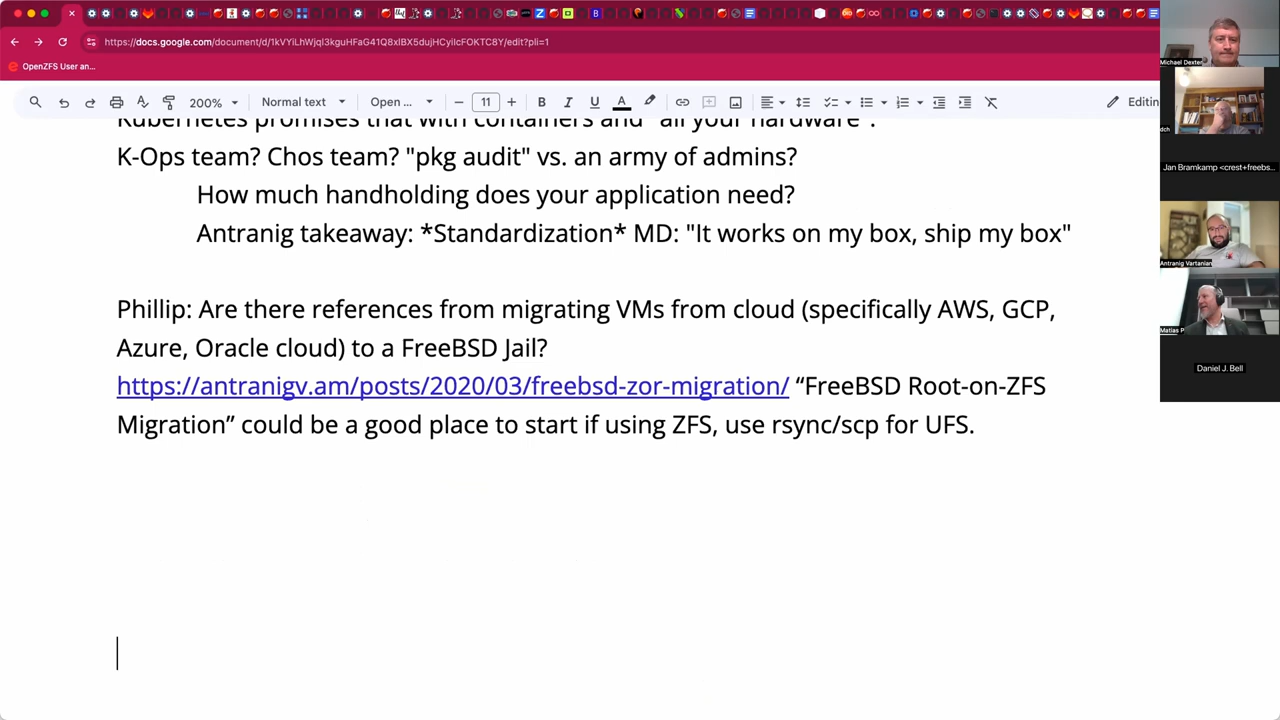 https://docs.google.com/document/d/1kVYiLhWjqI3kguHFaG41Q8xIBX5dujHCyiIcFOKTC8Y/edit?pli=1
OpenZFS User an...
200%
Normal text
Open ...
11
Editin
Kubernetes promises that with containers and "all your hardware".
K-Ops team? Chos team? "pkg audit" vs. an army of admins?
How much handholding does your application need?
Antranig takeaway: *Standardization* MD: "It works on my box, ship my box"
Phillip: Are there references from migrating VMs from cloud (specifically AWS, GCP,
Azure, Oracle cloud) to a FreeBSD Jail?
https://antranigv.am/posts/2020/03/freebsd-zor-migration/ “FreeBSD Root-on-ZFS
Migration” could be a good place to start if using ZFS, use rsync/scp for UFS.
Michael Dexter
dch
Jan Bramkamp <crest+freebs...
Antranig Vartanian
Matias P
Daniel J. Bell